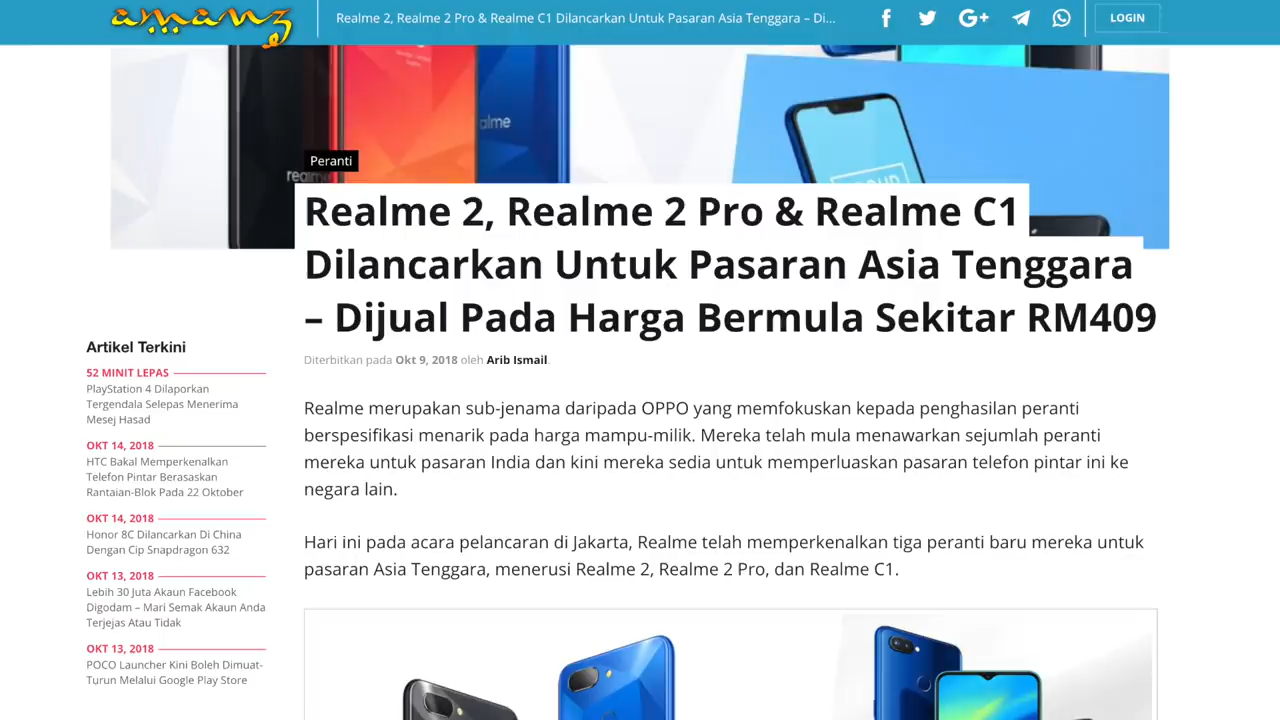 amanz
Realme 2, Realme 2 Pro & Realme C1 Dilancarkan Untuk Pasaran Asia Tenggara – Di...
LOGIN
alme
realm
Peranti
Realme 2, Realme 2 Pro & Realme C1
Dilancarkan Untuk Pasaran Asia Tenggara
– Dijual Pada Harga Bermula Sekitar RM409
Diterbitkan pada Okt 9, 2018 oleh Arib Ismail.
Artikel Terkini
52 MINIT LEPAS
PlayStation 4 Dilaporkan
Tergendala Selepas Menerima
Mesej Hasad
OKT 14, 2018
HTC Bakal Memperkenalkan
Telefon Pintar Berasaskan
Rantaian-Blok Pada 22 Oktober
OKT 14, 2018
Honor 8C Dilancarkan Di China
Dengan Cip Snapdragon 632
OKT 13, 2018
Lebih 30 Juta Akaun Facebook
Digodam – Mari Semak Akaun Anda
Terjejas Atau Tidak
OKT 13, 2018
POCO Launcher Kini Boleh Dimuat-
Turun Melalui Google Play Store
Realme merupakan sub-jenama daripada OPPO yang memfokuskan kepada penghasilan peranti
berspesifikasi menarik pada harga mampu-milik. Mereka telah mula menawarkan sejumlah peranti
mereka untuk pasaran India dan kini mereka sedia untuk memperluaskan pasaran telefon pintar ini ke
negara lain.
Hari ini pada acara pelancaran di Jakarta, Realme telah memperkenalkan tiga peranti baru mereka untuk
pasaran Asia Tenggara, menerusi Realme 2, Realme 2 Pro, dan Realme C1.